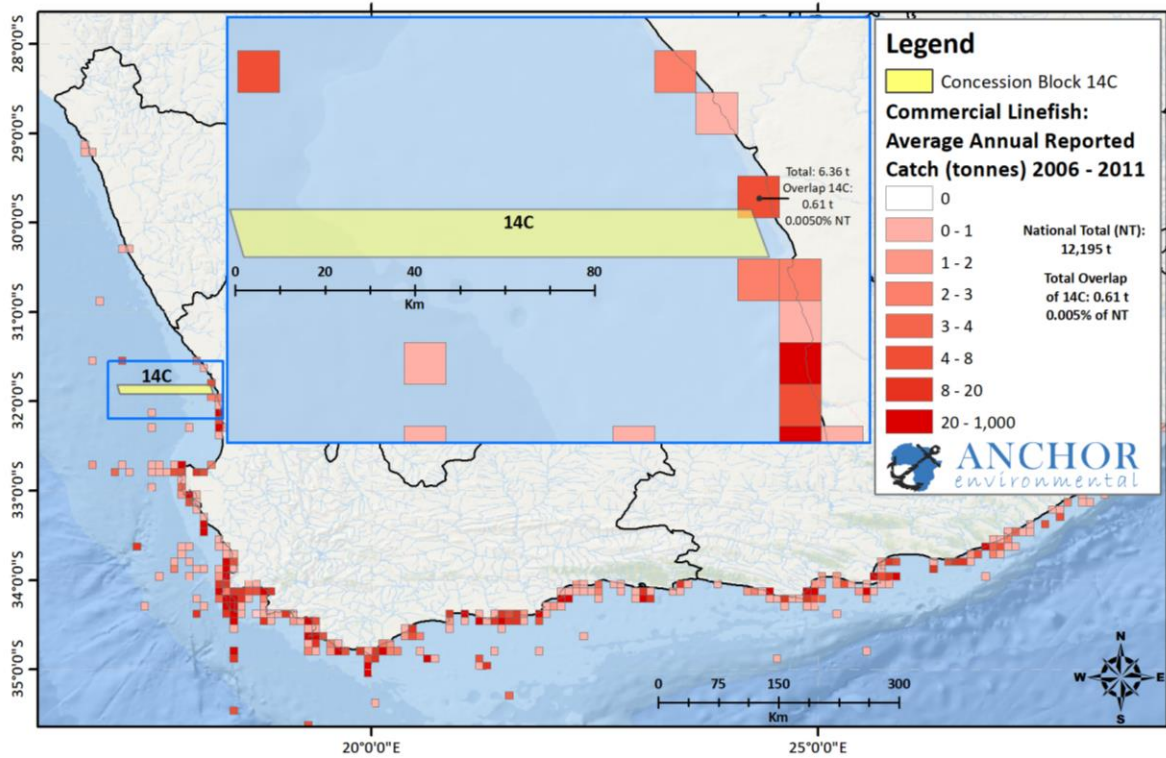 28°0'0"S
29°0'0"S
30°0'0"S
31°0'0"S
32°0'0"S
33°0'0"S
34°0'0"S
35°0'0"S
20°0'0"E
25°0'0"E
14C
14C
0 20 40 80
Km
Total: 6.36 t
Overlap 14C:
0.61 t
0.0050% NT
Legend
Concession Block 14C
Commercial Linefish:
Average Annual Reported
Catch (tonnes) 2006 - 2011
0
0 - 1
1 - 2
2 - 3
3 - 4
4 - 8
8 - 20
20 - 1,000
National Total (NT):
12,195 t
Total Overlap
of 14C: 0.61 t
0.005% of NT
ANCHOR
environmental
0 75 150 300
Km
N
W E
S